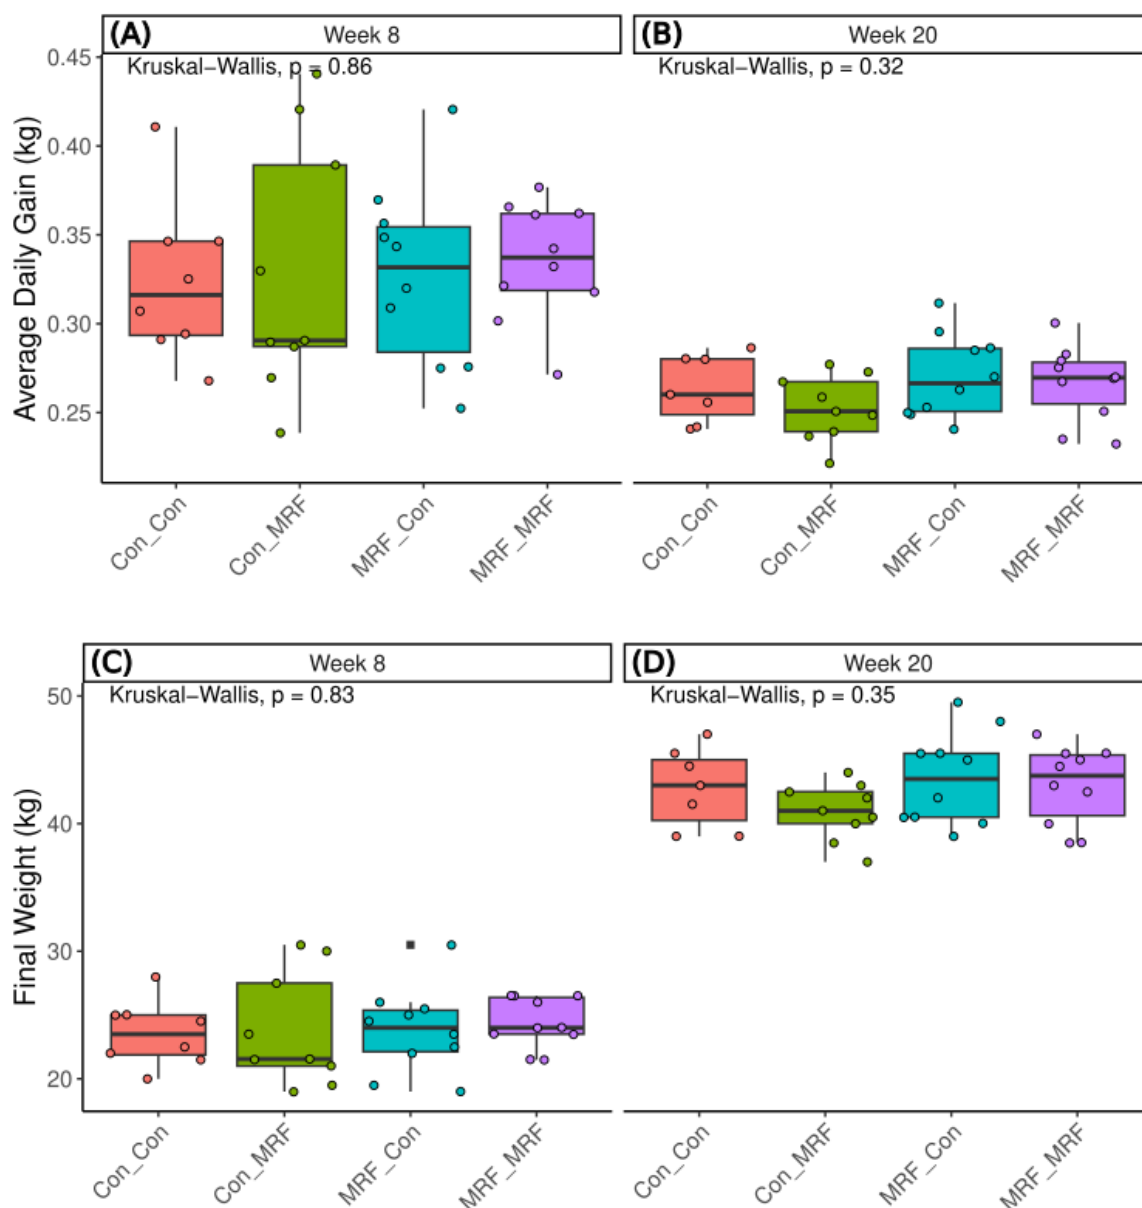 (A) Week 8
(B) Week 20
Kruskal−Wallis, p = 0.86
Kruskal−Wallis, p = 0.32
Average Daily Gain (kg)
0.45
0.40
0.35
0.30
0.25
Con_Con
Con_MRF
MRF_Con
MRF_MRF
Con_Con
Con_MRF
MRF_Con
MRF_MRF
(C) Week 8
(D) Week 20
Kruskal−Wallis, p = 0.83
Kruskal−Wallis, p = 0.35
Final Weight (kg)
50
40
30
20
Con_Con
Con_MRF
MRF_Con
MRF_MRF
Con_Con
Con_MRF
MRF_Con
MRF_MRF